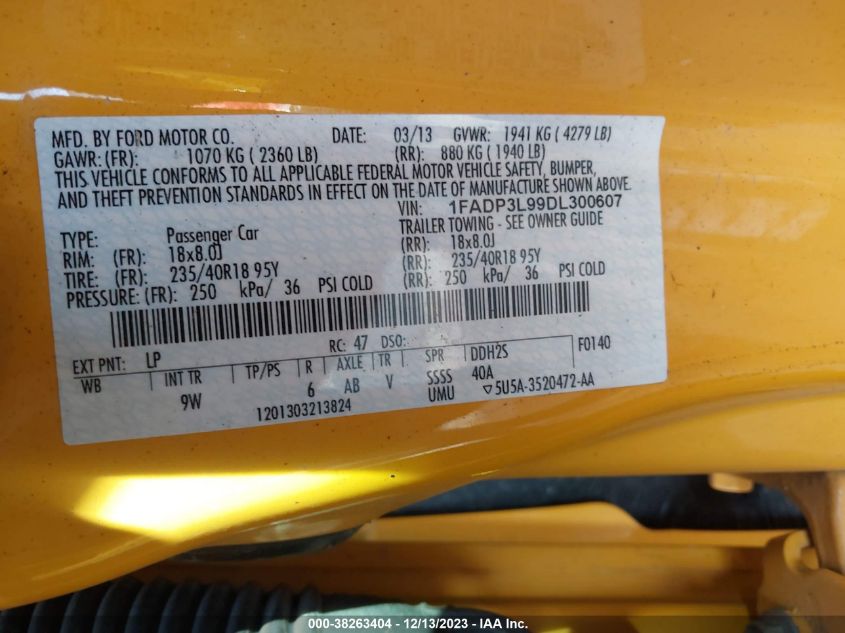 MFD. BY FORD MOTOR CO. DATE: 03/13 GVWR: 1941 KG ( 4279 LB)
GAWR: (FR): 1070 KG ( 2360 LB) (RR): 880 KG ( 1940 LB)
THIS VEHICLE CONFORMS TO ALL APPLICABLE FEDERAL MOTOR VEHICLE SAFETY, BUMPER,
AND THEFT PREVENTION STANDARDS IN EFFECT ON THE DATE OF MANUFACTURE SHOWN ABOVE.
VIN: 1FADP3L99DL300607
TYPE: Passenger Car TRAILER TOWING - SEE OWNER GUIDE
RIM: (FR): 18x8.0J (RR): 18x8.0J
TIRE: (FR): 235/40R18 95Y (RR): 235/40R18 95Y
PRESSURE: (FR): 250 kPa/ 36 PSI COLD (RR): 250 kPa/ 36 PSI COLD
EXT PNT: LP RC: 47 DSO: F0140
WB INT TR TP/PS R AXLE TR SPR DDH2S
9W 6 AB V SSSS 40A
1201303213824 UMU ▽5U5A-3520472-AA
000-38263404 - 12/13/2023 - IAA Inc.